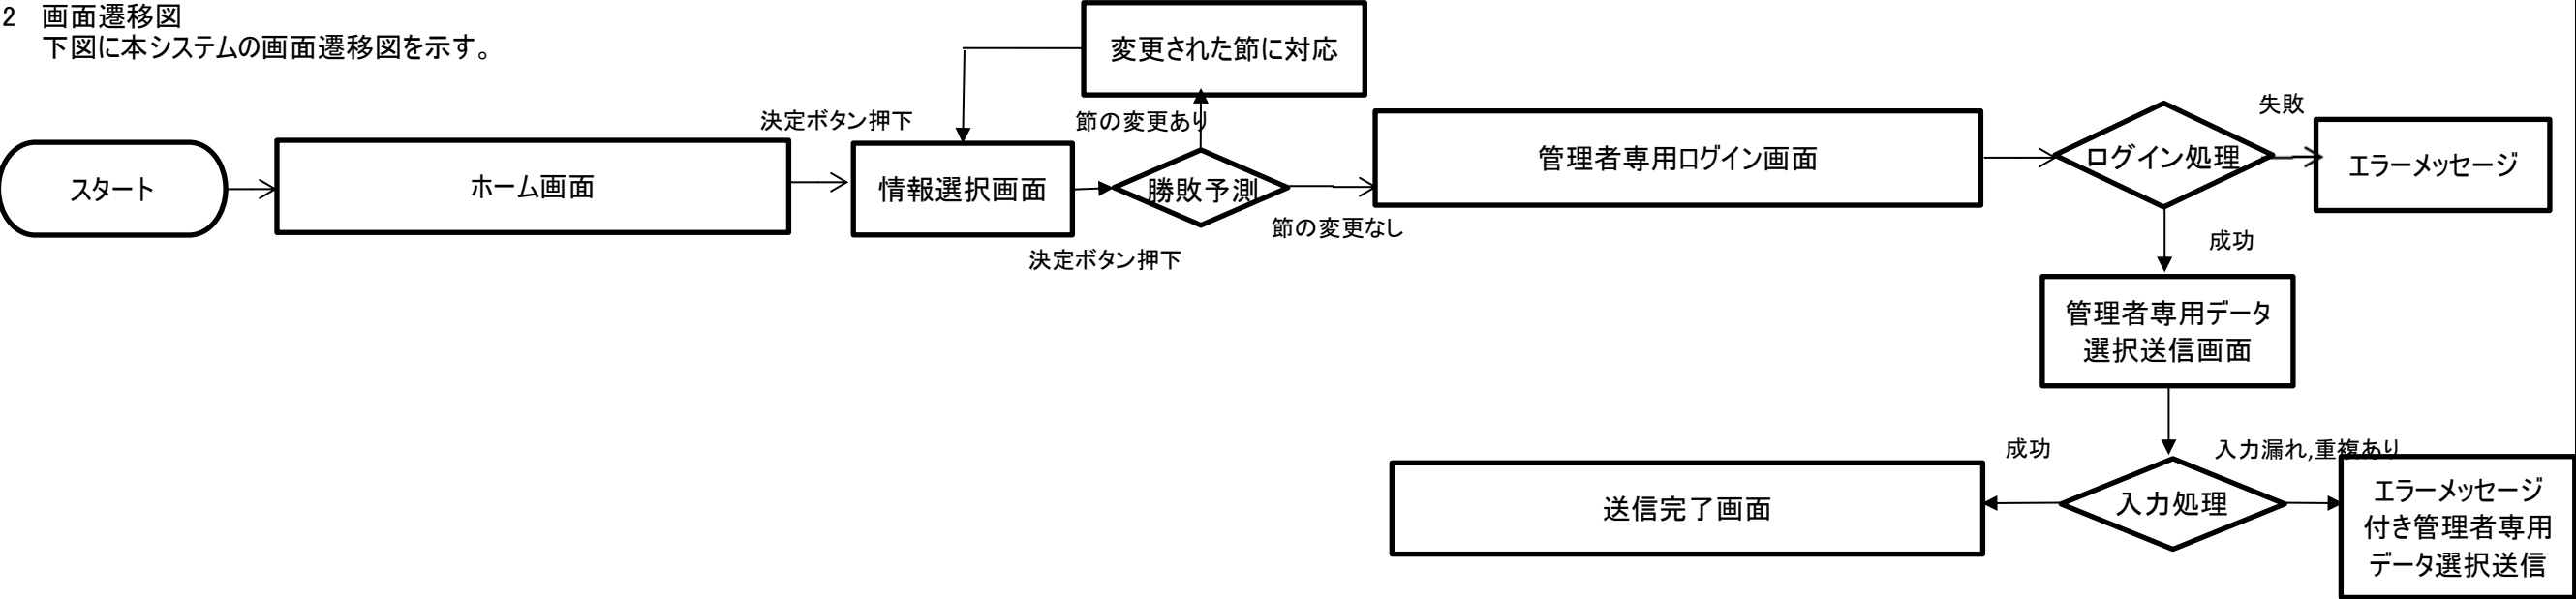 2 画面遷移図
下図に本システムの画面遷移図を示す。
変更された節に対応
決定ボタン押下
節の変更あり
失敗
スタート
ホーム画面
情報選択画面
勝敗予測
管理者専用ログイン画面
ログイン処理
エラーメッセージ
節の変更なし
決定ボタン押下
成功
管理者専用データ
選択送信画面
成功
入力漏れ,重複あり
送信完了画面
入力処理
エラーメッセージ
付き管理者専用
データ選択送信